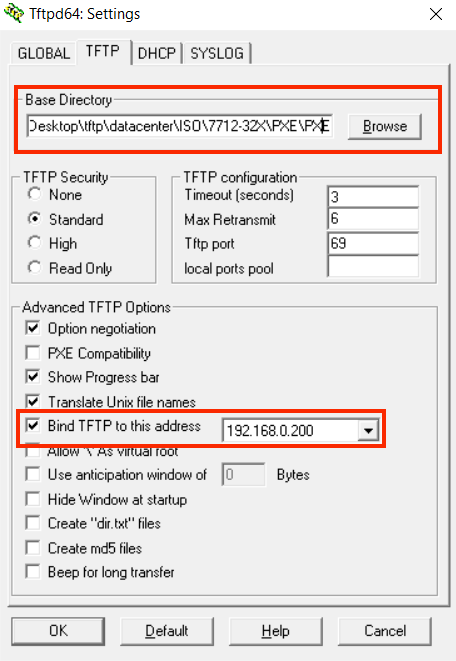 Tftpd64: Settings
GLOBAL TFTP DHCP SYSLOG
Base Directory
Desktop\tftp\datacenter\ISO\7712-32X\PXE\PXE Browse
TFTP Security
None
Standard
High
Read Only
TFTP configuration
Timeout (seconds) 3
Max Retransmit 6
Tftp port 69
local ports pool
Advanced TFTP Options
Option negotiation
PXE Compatibility
Show Progress bar
Translate Unix file names
Bind TFTP to this address 192.168.0.200
Allow '\' As virtual root
Use anticipation window of 0 Bytes
Hide Window at startup
Create "dir.txt" files
Create md5 files
Beep for long transfer
OK Default Help Cancel